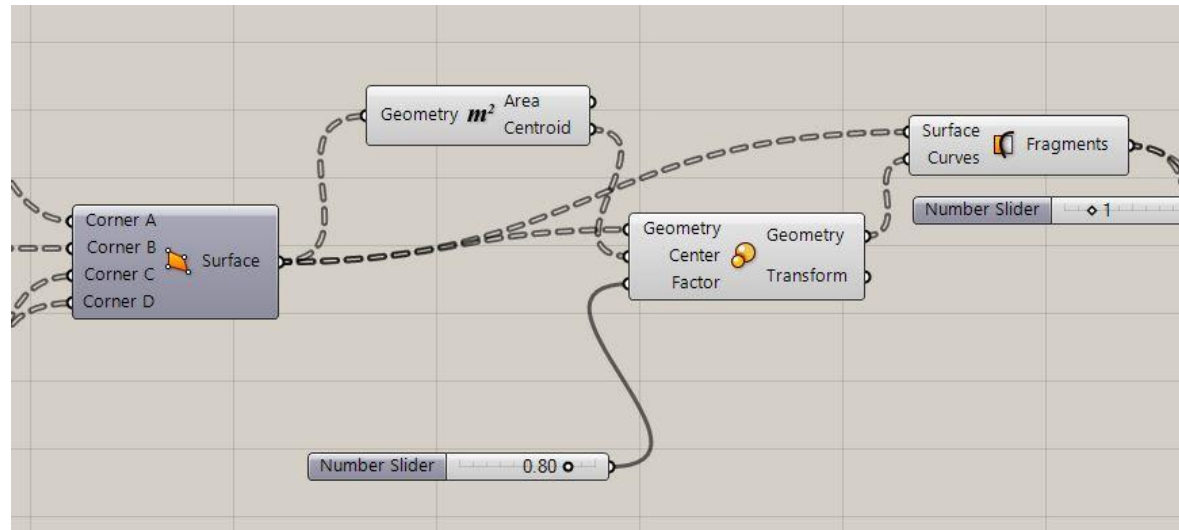 Geometry m² Area
Centroid
Surface
Curves
Fragments
Number Slider 1
Corner A
Corner B
Corner C
Corner D
Surface
Geometry
Center
Factor
Geometry
Transform
Number Slider 0.80